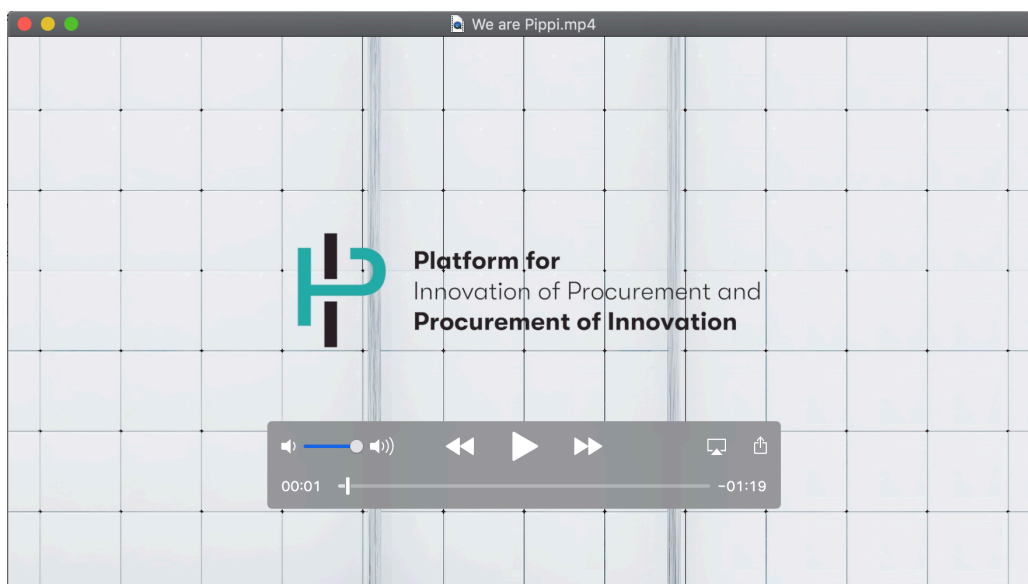 We are Pippi.mp4
Platform for
Innovation of Procurement and
Procurement of Innovation
00:01
-01:19